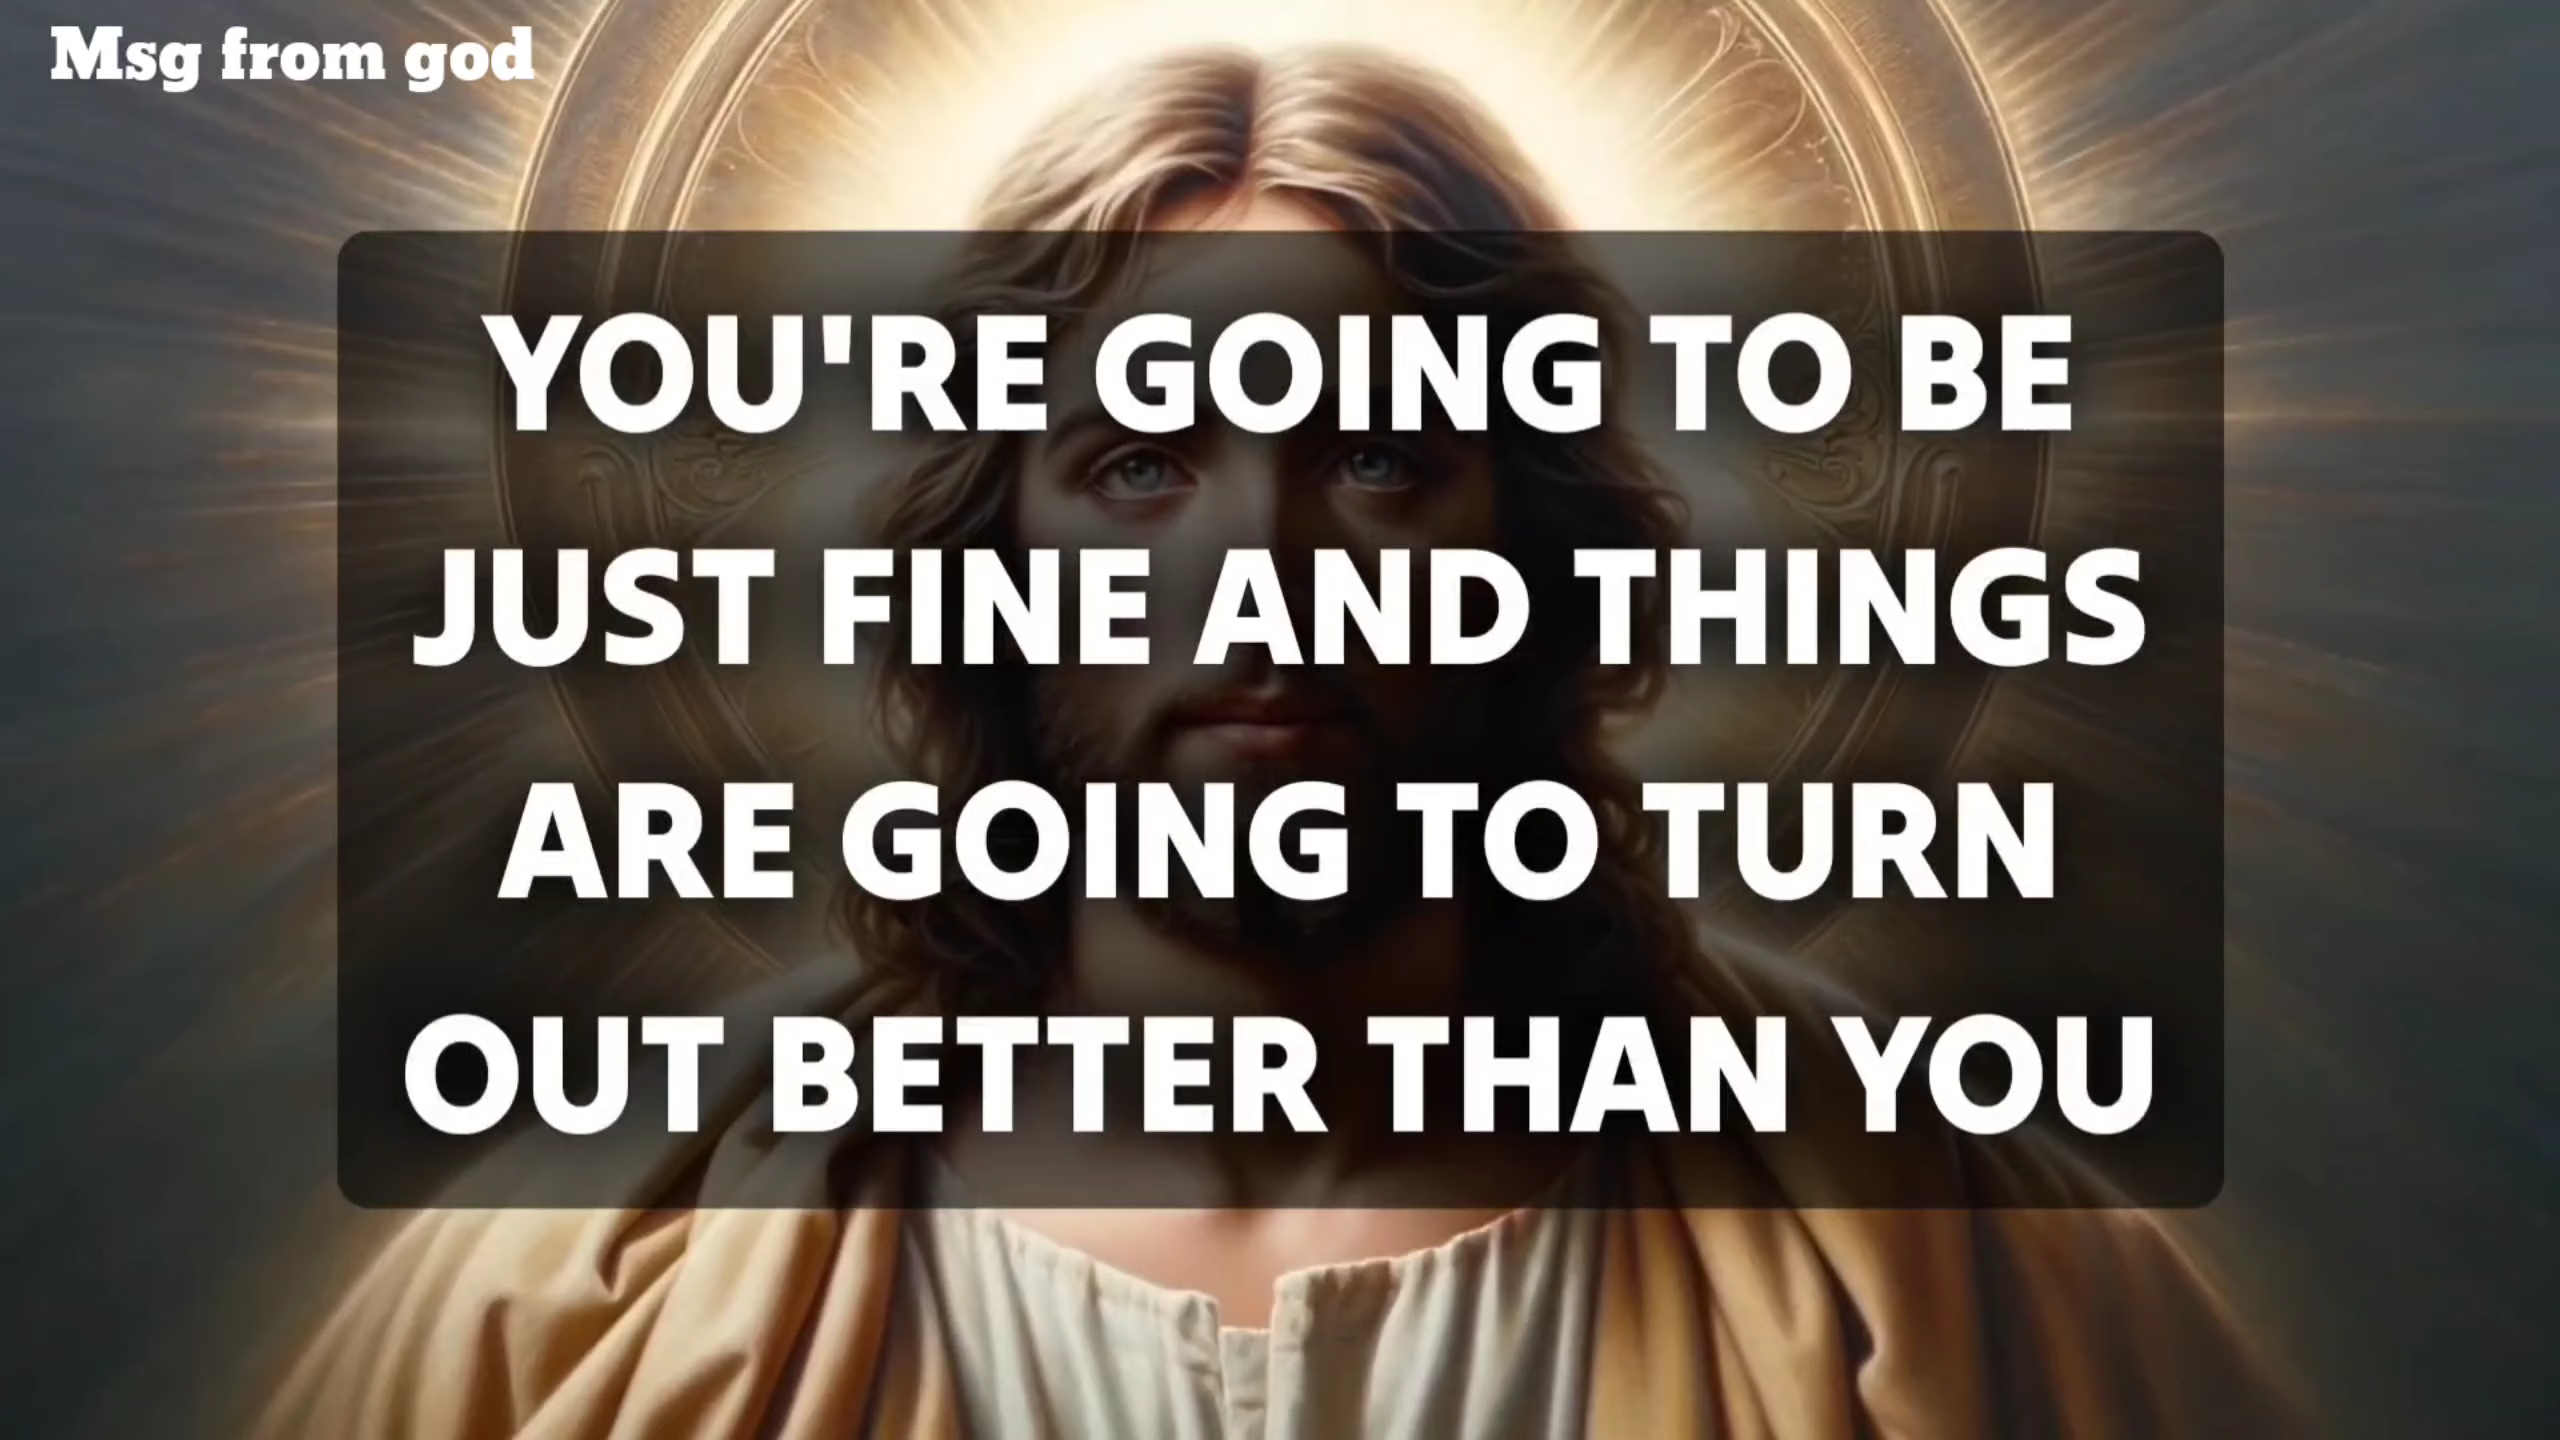 Msg from god
YOU'RE GOING TO BE
JUST FINE AND THINGS
ARE GOING TO TURN
OUT BETTER THAN YOU